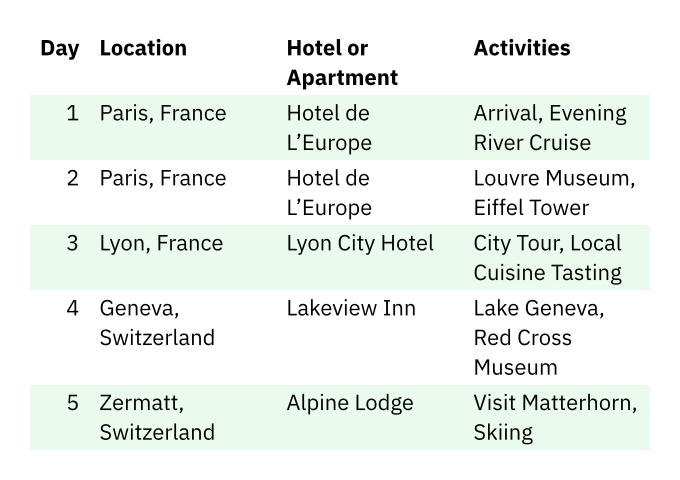 Day Location Hotel or Apartment Activities
1 Paris, France Hotel de L’Europe Arrival, Evening River Cruise
2 Paris, France Hotel de L’Europe Louvre Museum, Eiffel Tower
3 Lyon, France Lyon City Hotel City Tour, Local Cuisine Tasting
4 Geneva, Switzerland Lakeview Inn Lake Geneva, Red Cross Museum
5 Zermatt, Switzerland Alpine Lodge Visit Matterhorn, Skiing